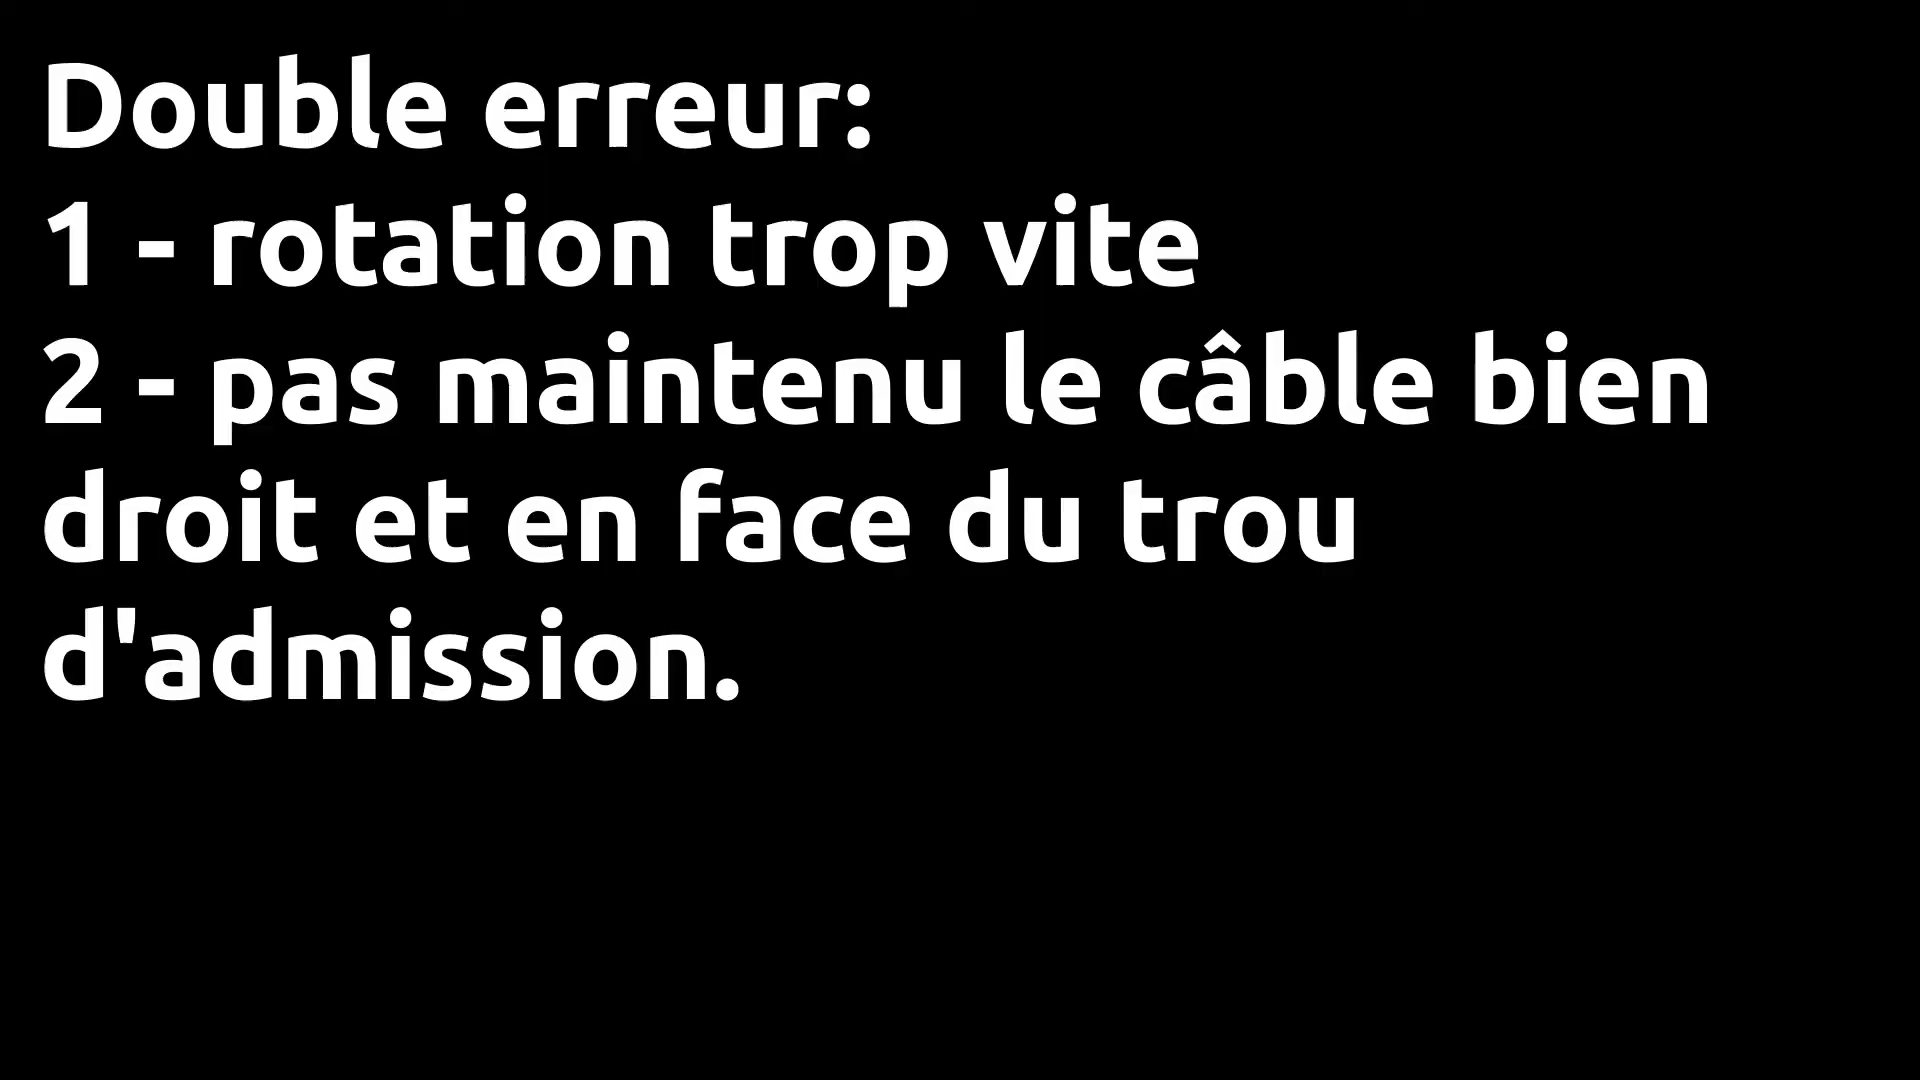 Double erreur:
1 - rotation trop vite
2 - pas maintenu le câble bien
droit et en face du trou
d'admission.